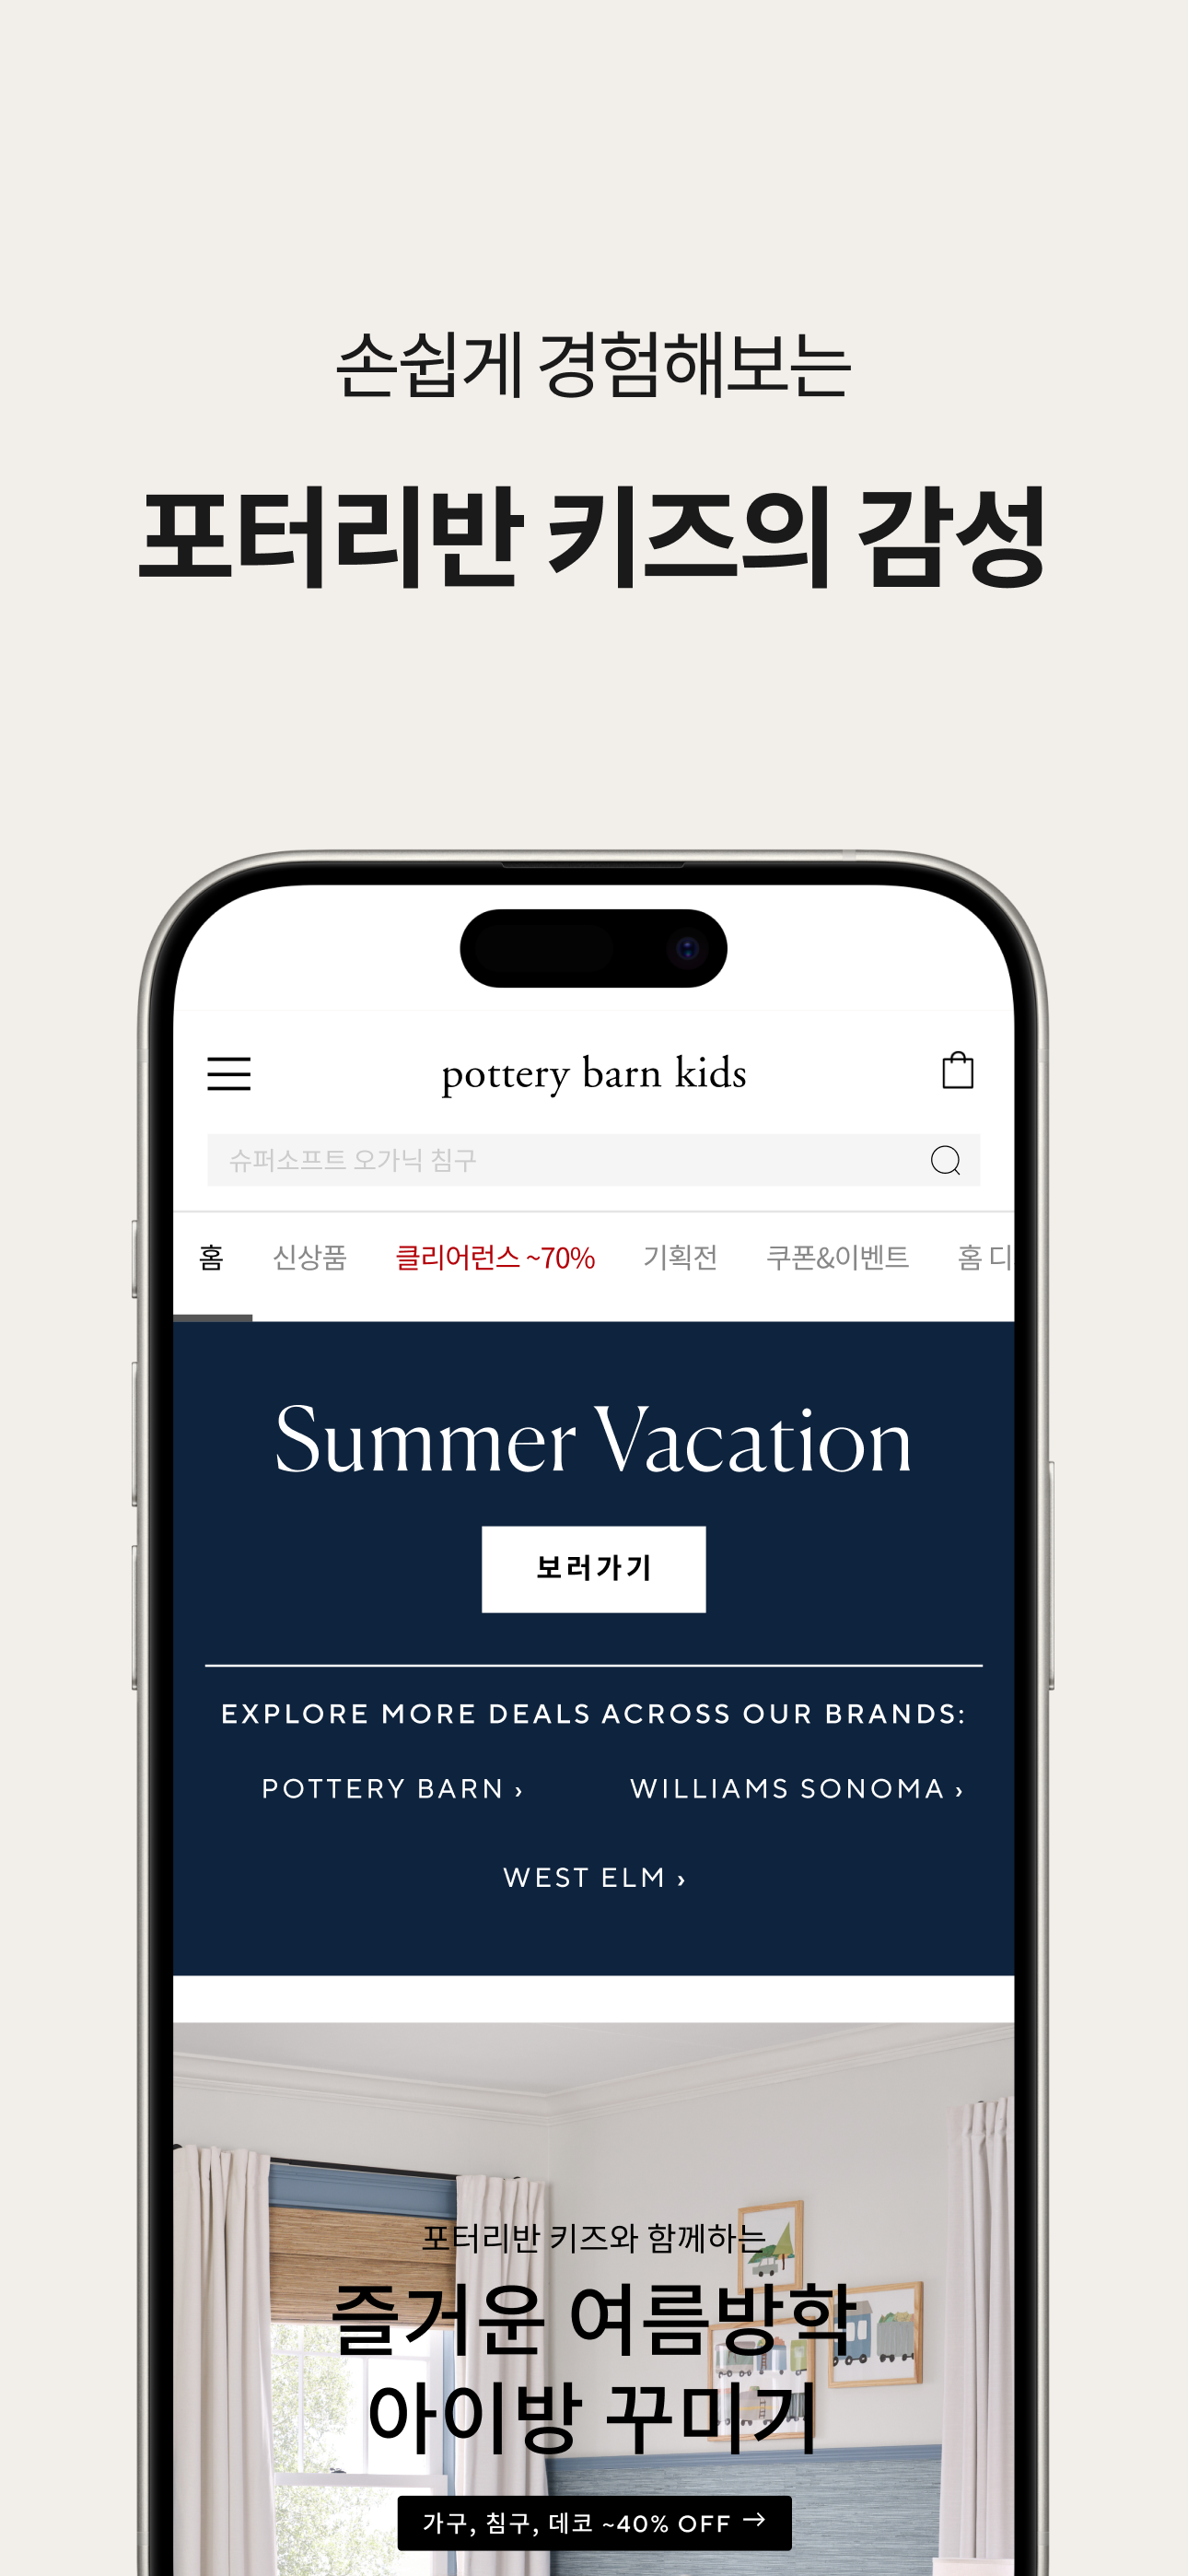 손쉽게 경험해보는
포터리반 키즈의 감성
pottery barn kids
슈퍼소프트 오가닉 침구
홈 신상품 클리어런스 ~70% 기획전 쿠폰&이벤트 홈 디
Summer Vacation
보러가기
EXPLORE MORE DEALS ACROSS OUR BRANDS:
POTTERY BARN › WILLIAMS SONOMA ›
WEST ELM ›
포터리반 키즈와 함께하는
즐거운 여름방학
아이방 꾸미기
가구, 침구, 데코 ~40% OFF →